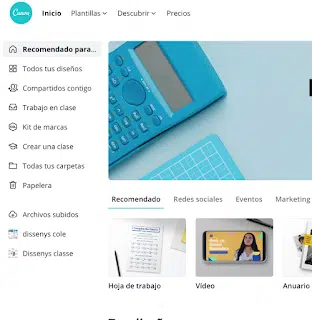 Canva
Inicio
Plantillas
Descubrir
Precios
Recomendado para...
Todos tus diseños
Compartidos contigo
Trabajo en clase
Kit de marcas
Crear una clase
Todas tus carpetas
Papelera
Archivos subidos
dissenys cole
Dissenys classe
Recomendado
Redes sociales
Eventos
Marketing
Hoja de trabajo
Vídeo
Anuario